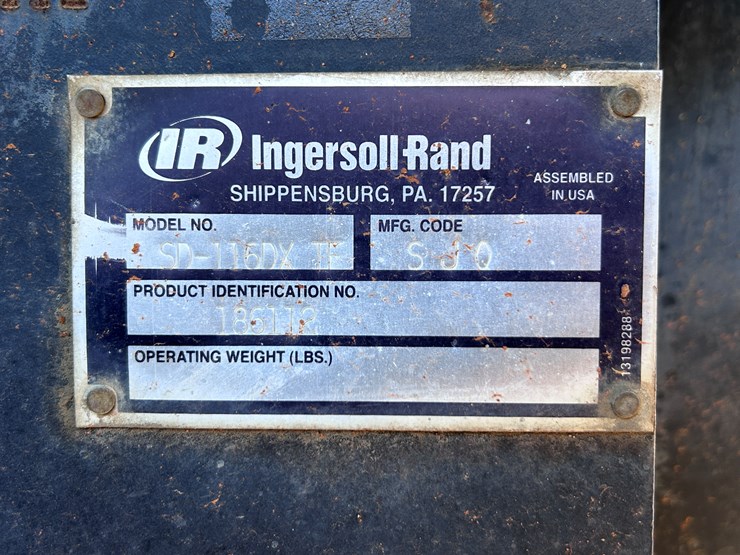 IR Ingersoll-Rand
SHIPPENSBURG, PA. 17257
ASSEMBLED
IN USA
MODEL NO.
SD-116DX TF
MFG. CODE
S J O
PRODUCT IDENTIFICATION NO.
OPERATING WEIGHT (LBS.)
13198288